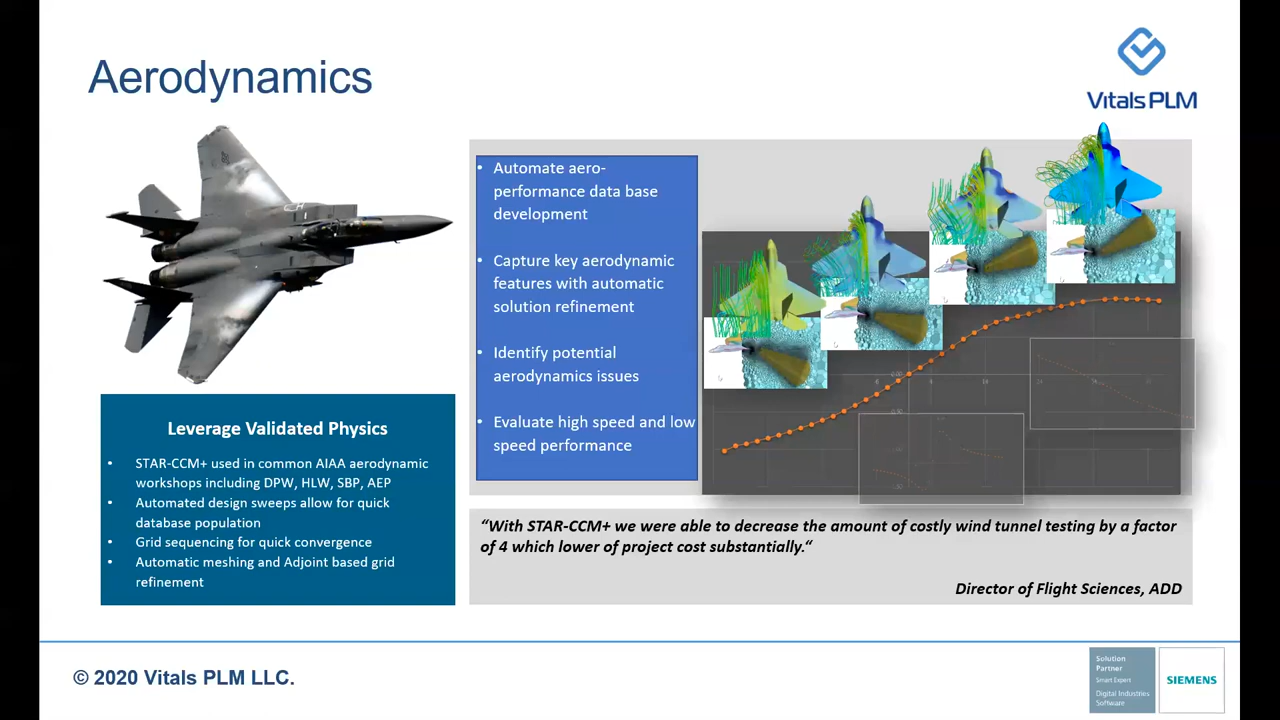 Aerodynamics
Vitals PLM
• Automate aero-
performance data base
development
• Capture key aerodynamic
features with automatic
solution refinement
• Identify potential
aerodynamics issues
• Evaluate high speed and low
speed performance
Leverage Validated Physics
• STAR-CCM+ used in common AIAA aerodynamic
workshops including DPW, HLW, SBP, AEP
• Automated design sweeps allow for quick
database population
• Grid sequencing for quick convergence
• Automatic meshing and Adjoint based grid
refinement
“With STAR-CCM+ we were able to decrease the amount of costly wind tunnel testing by a factor
of 4 which lower of project cost substantially.“
Director of Flight Sciences, ADD
© 2020 Vitals PLM LLC.
Solution
Partner
Smart Expert
Digital Industries
Software
SIEMENS